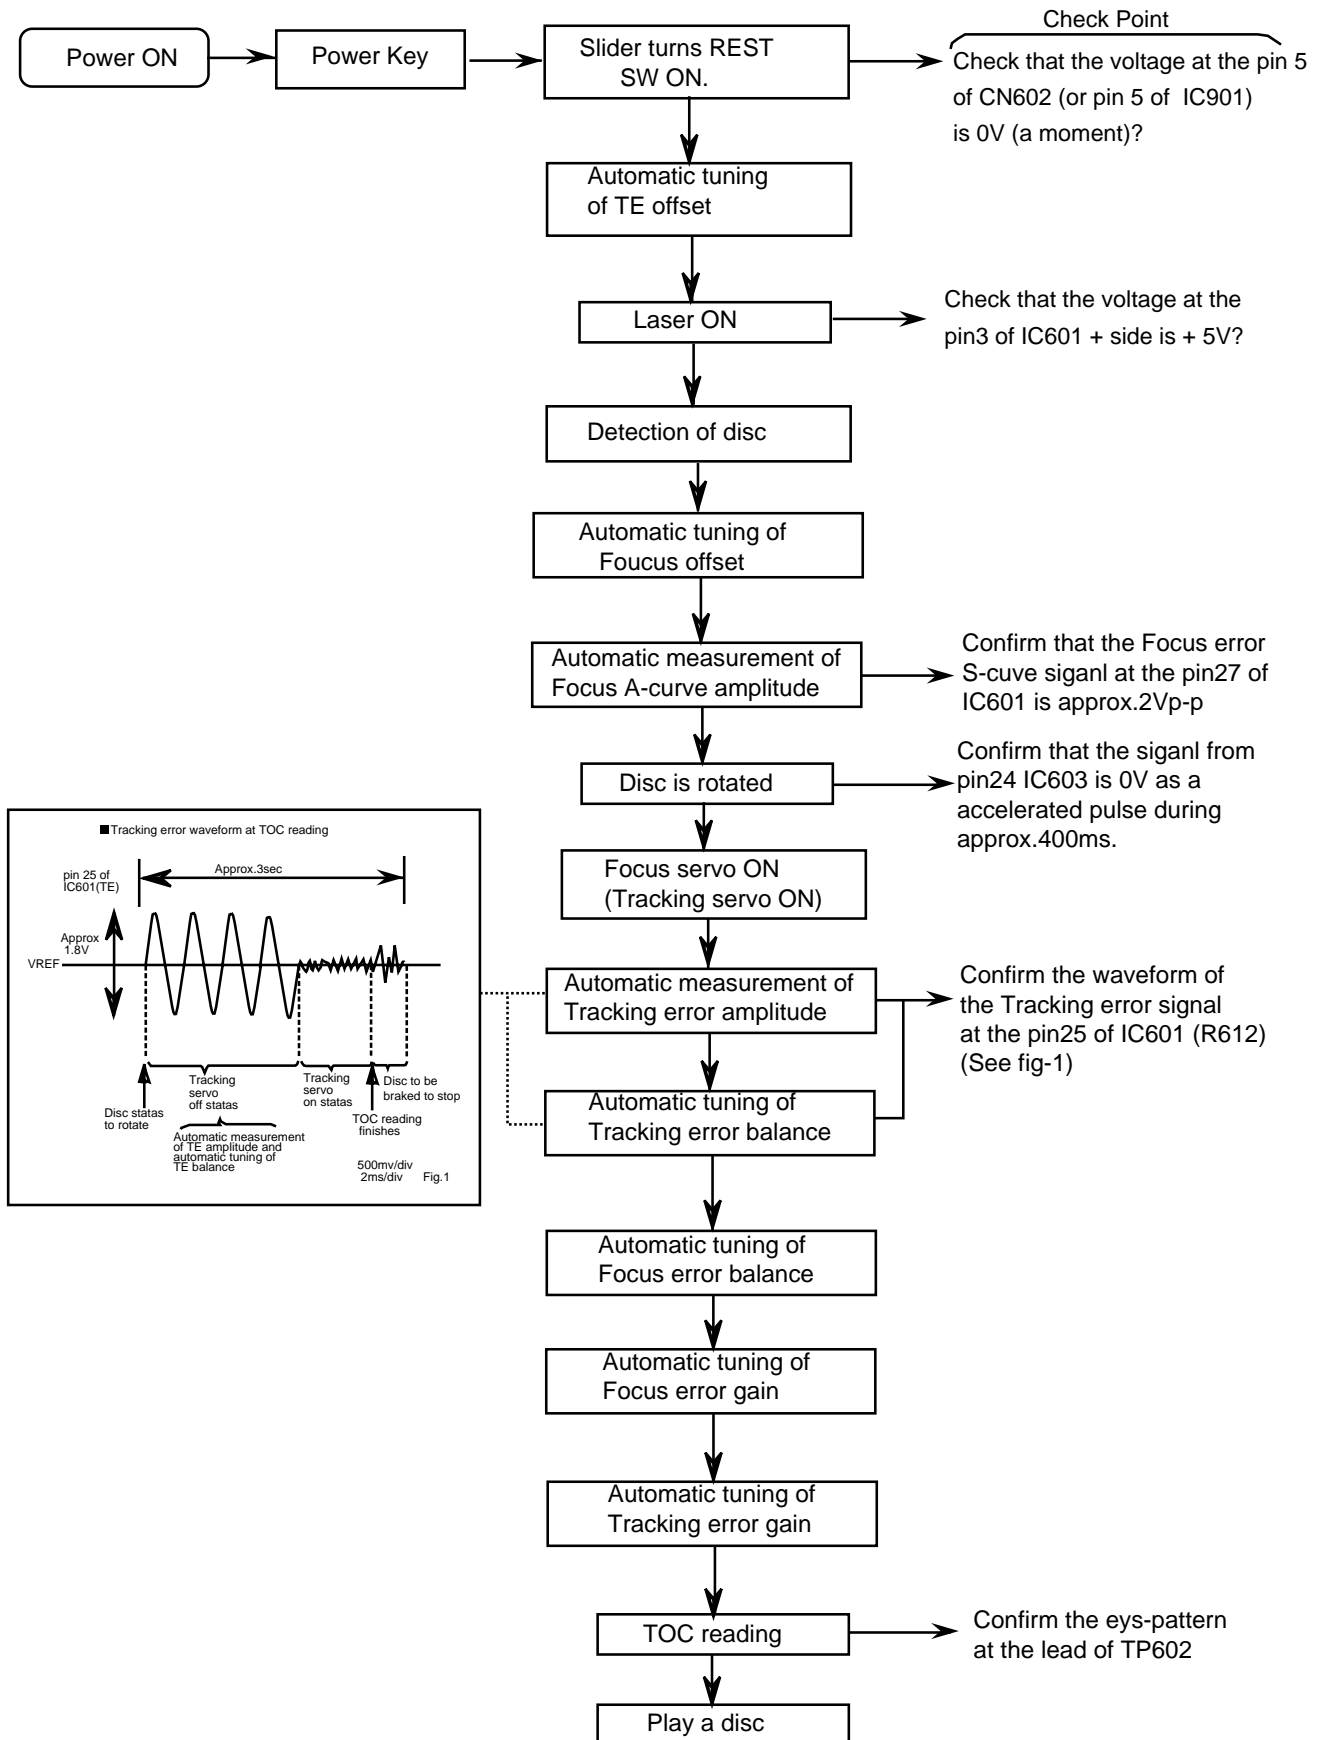 Check Point
Power ON
Power Key
Slider turns REST
SW ON.
Check that the voltage at the pin 5
of CN602 (or pin 5 of IC901)
is 0V (a moment)?
Automatic tuning
of TE offset
Laser ON
Check that the voltage at the
pin3 of IC601 + side is + 5V?
Detection of disc
Automatic tuning of
Foucus offset
Automatic measurement of
Focus A-curve amplitude
Confirm that the Focus error
S-cuve siganl at the pin27 of
IC601 is approx.2Vp-p
Disc is rotated
Confirm that the siganl from
pin24 IC603 is 0V as a
accelerated pulse during
approx.400ms.
Focus servo ON
(Tracking servo ON)
■Tracking error waveform at TOC reading
pin 25 of
IC601(TE)
Approx.3sec
Approx
1.8V
VREF
Tracking
servo
off statas
Tracking
servo
on statas
Disc to be
braked to stop
Disc statas
to rotate
TOC reading
finishes
Automatic measurement
of TE amplitude and
automatic tuning of
TE balance
500mv/div
2ms/div
Fig.1
Automatic measurement of
Tracking error amplitude
Confirm the waveform of
the Tracking error signal
at the pin25 of IC601 (R612)
(See fig-1)
Automatic tuning of
Tracking error balance
Automatic tuning of
Focus error balance
Automatic tuning of
Focus error gain
Automatic tuning of
Tracking error gain
TOC reading
Confirm the eys-pattern
at the lead of TP602
Play a disc